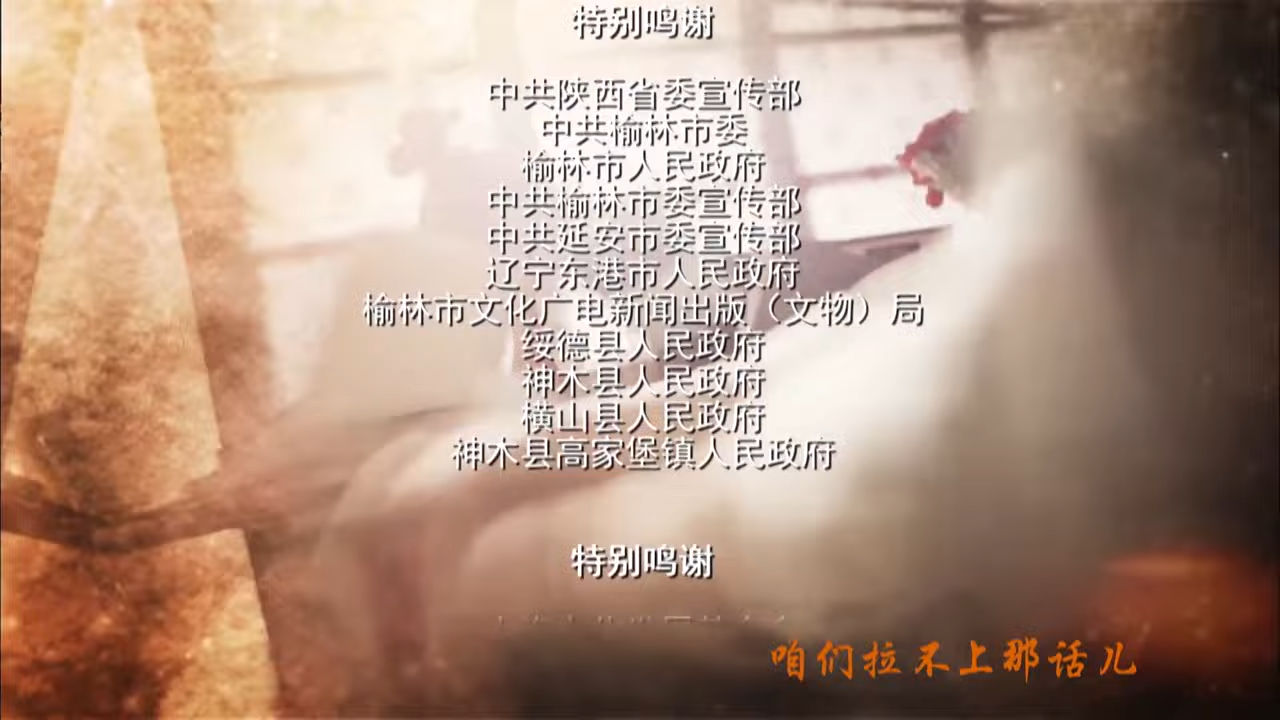 特别鸣谢
中共陕西省委宣传部
中共榆林市委
榆林市人民政府
中共榆林市委宣传部
中共延安市委宣传部
辽宁东港市人民政府
榆林市文化广电新闻出版（文物）局
绥德县人民政府
神木县人民政府
横山县人民政府
神木县高家堡镇人民政府
特别鸣谢
咱们拉不上那话儿